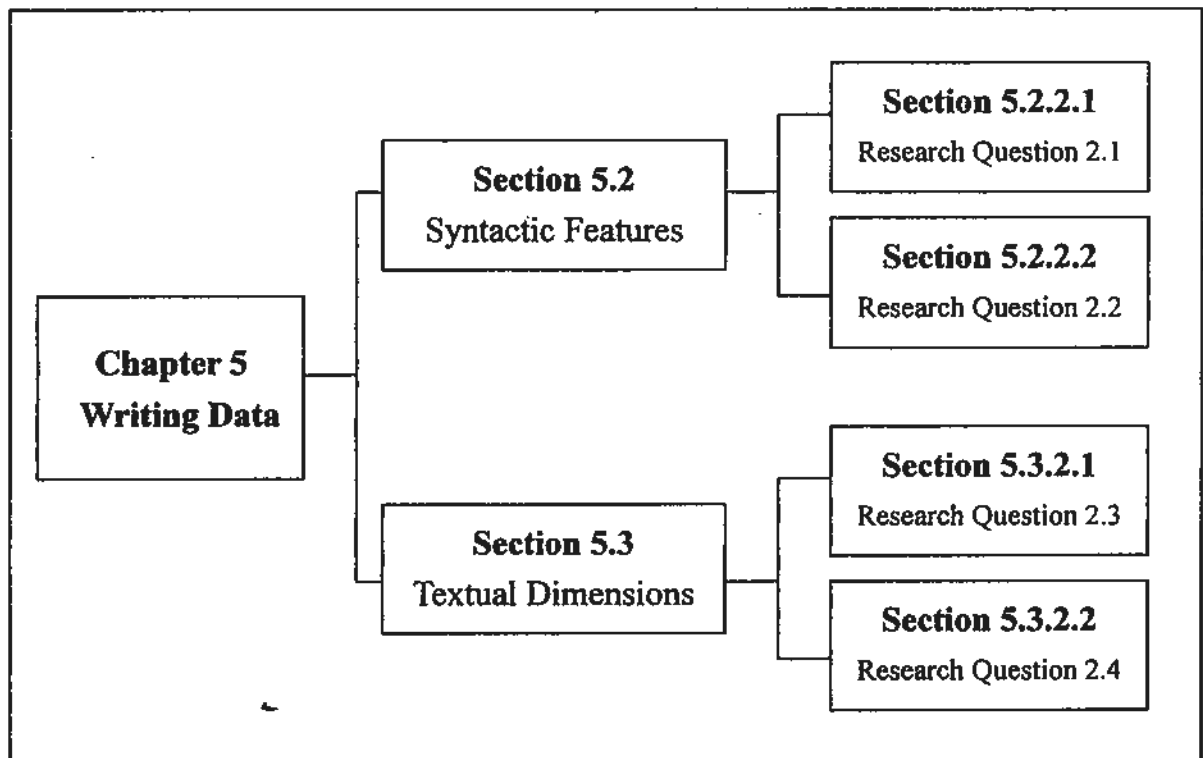 Chapter 5
Writing Data
Section 5.2
Syntactic Features
Section 5.2.2.1
Research Question 2.1
Section 5.2.2.2
Research Question 2.2
Section 5.3
Textual Dimensions
Section 5.3.2.1
Research Question 2.3
Section 5.3.2.2
Research Question 2.4